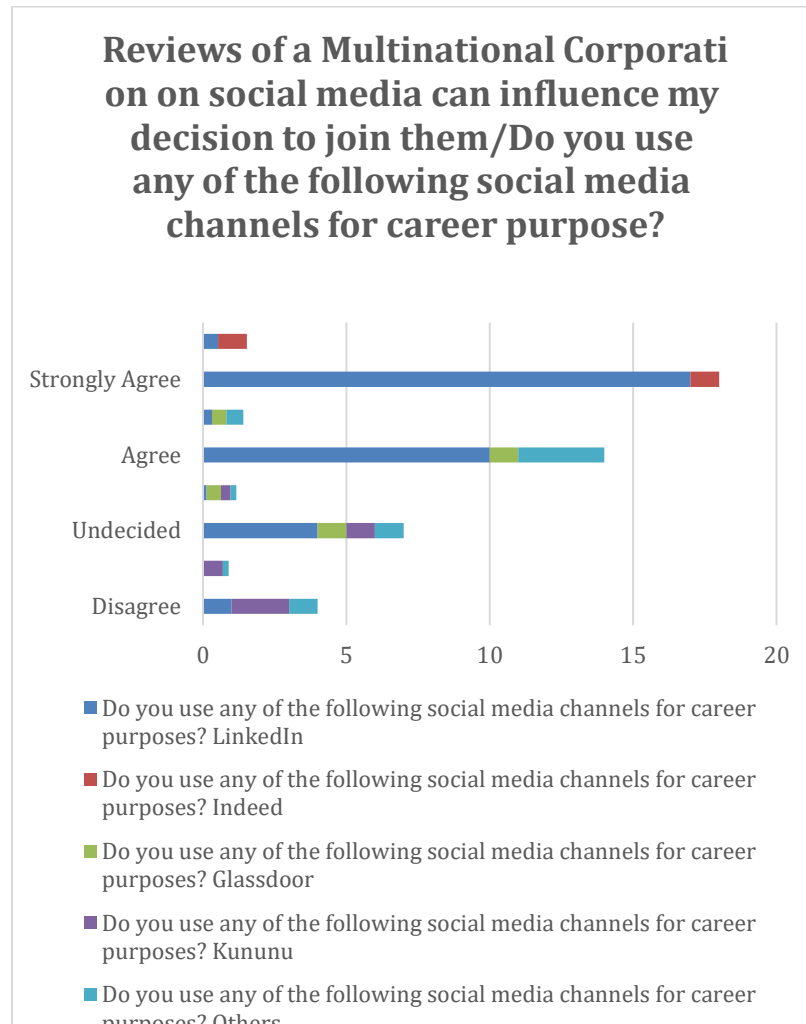 Reviews of a Multinational Corporati
on on social media can influence my
decision to join them/Do you use
any of the following social media
channels for career purpose?
Strongly Agree
Agree
Undecided
Disagree
0 5 10 15 20
Do you use any of the following social media channels for career
purposes? LinkedIn
Do you use any of the following social media channels for career
purposes? Indeed
Do you use any of the following social media channels for career
purposes? Glassdoor
Do you use any of the following social media channels for career
purposes? Kununu
Do you use any of the following social media channels for career
purposes? Others